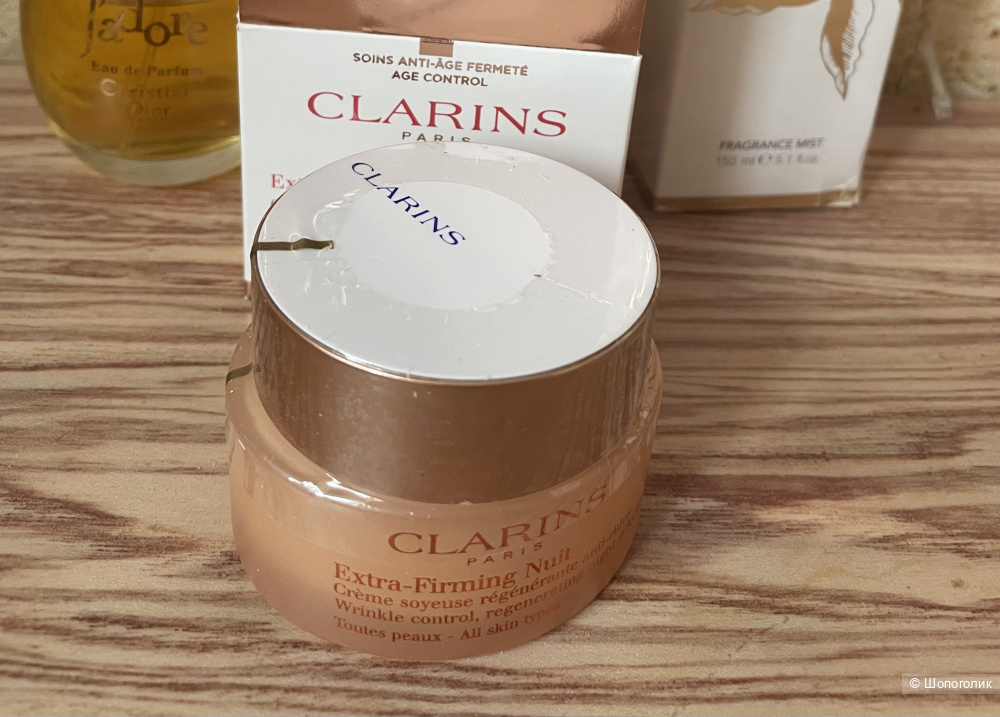 j'adore
Eau de Parfum
Christian
Dior
SOINS ANTI-ÂGE FERMETÉ
AGE CONTROL
CLARINS
PARIS
Ex
FRAGRANCE MIST
150 ml e 5.1 fl.oz.
CLARINS
CLARINS
PARIS
Extra-Firming Nuit
Crème soyeuse régénérante anti-rides
Wrinkle control, regenerating night
Toutes peaux - All skin types
© Шопоголик